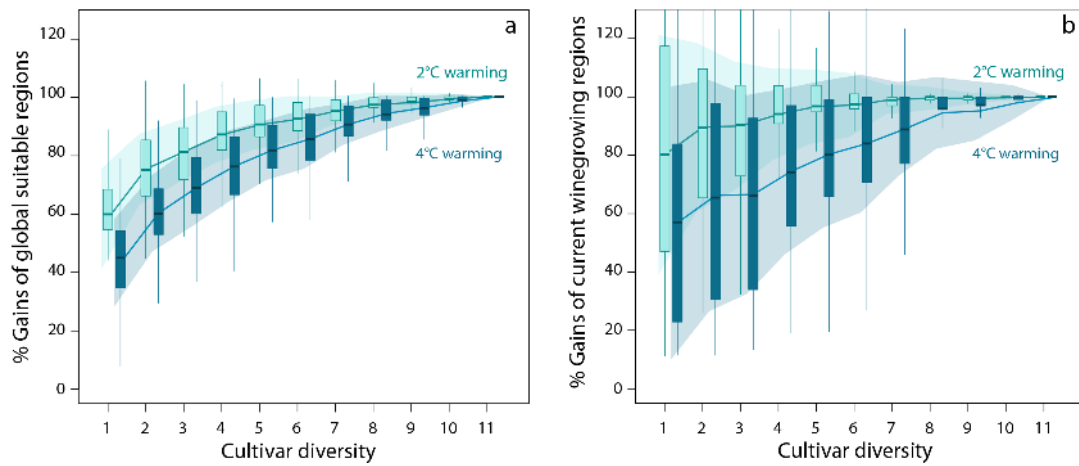 a
% Gains of global suitable regions
120
100
80
60
40
20
0
2°C warming
4°C warming
1 2 3 4 5 6 7 8 9 10 11
Cultivar diversity
b
% Gains of current winegrowing regions
120
100
80
60
40
20
0
2°C warming
4°C warming
1 2 3 4 5 6 7 8 9 10 11
Cultivar diversity